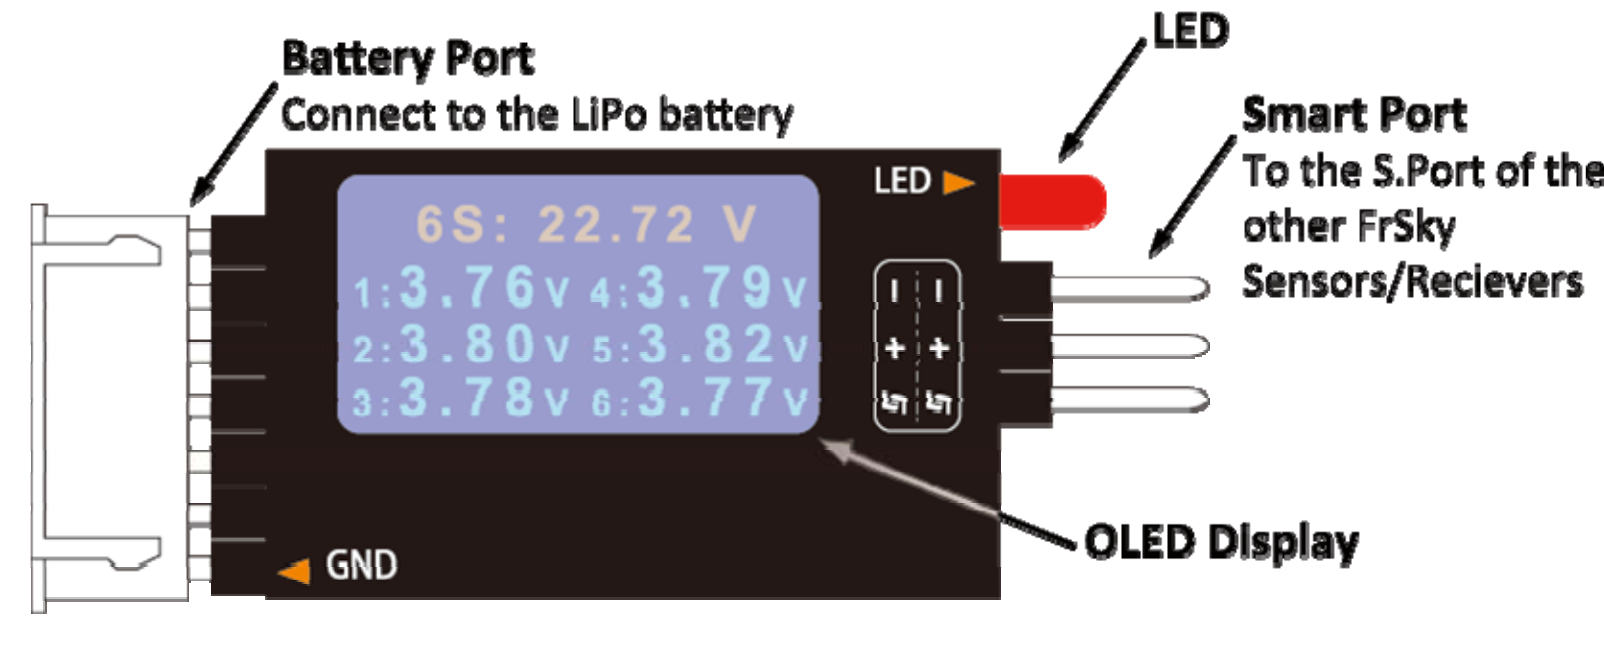 LED
Battery Port
Connect to the LiPo battery
Smart Port
To the S.Port of the
other FrSky
Sensors/Recievers
LED
6S: 22.72 V
1:3.76V 4:3.79V
2:3.80V 5:3.82V
3:3.78V 6:3.77V
- -
+ +
GND
OLED Display